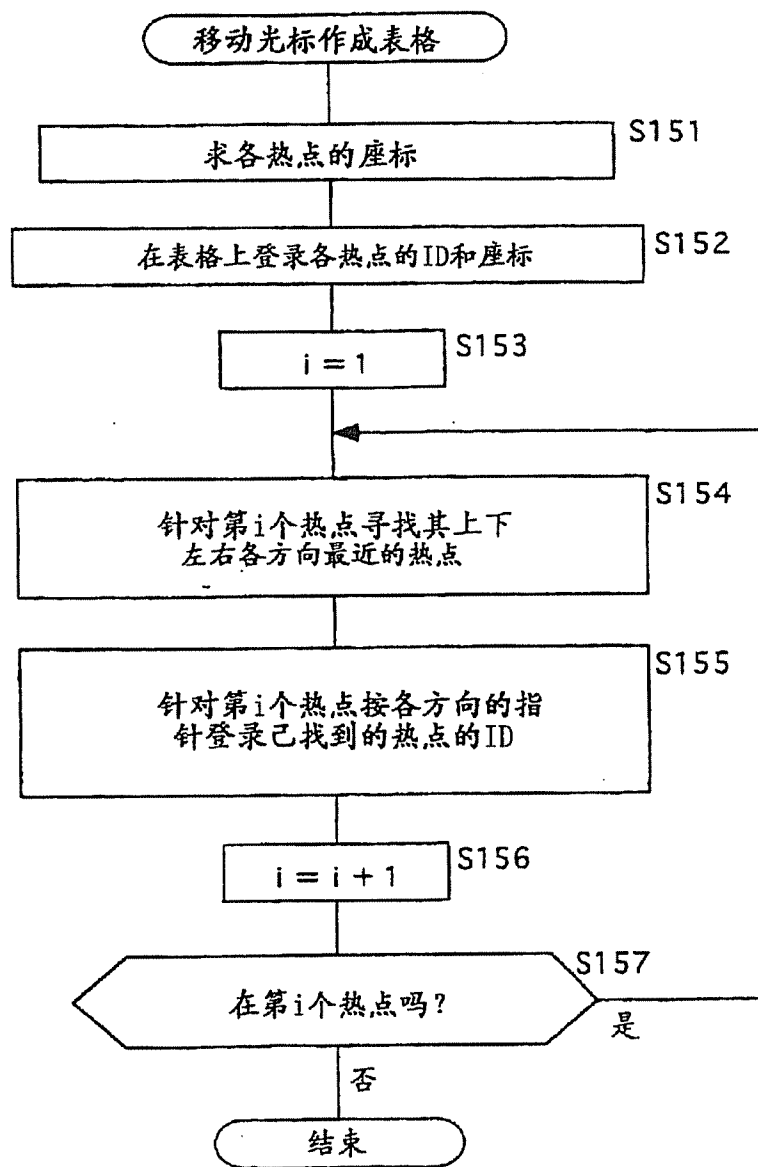 移动光标作成表格
S151
求各热点的座标
S152
在表格上登录各热点的ID和座标
S153
i = 1
S154
针对第i个热点寻找其上下
左右各方向最近的热点
S155
针对第i个热点按各方向的指
针登录己找到的热点的ID
S156
i = i + 1
S157
在第i个热点吗?
是
否
结束